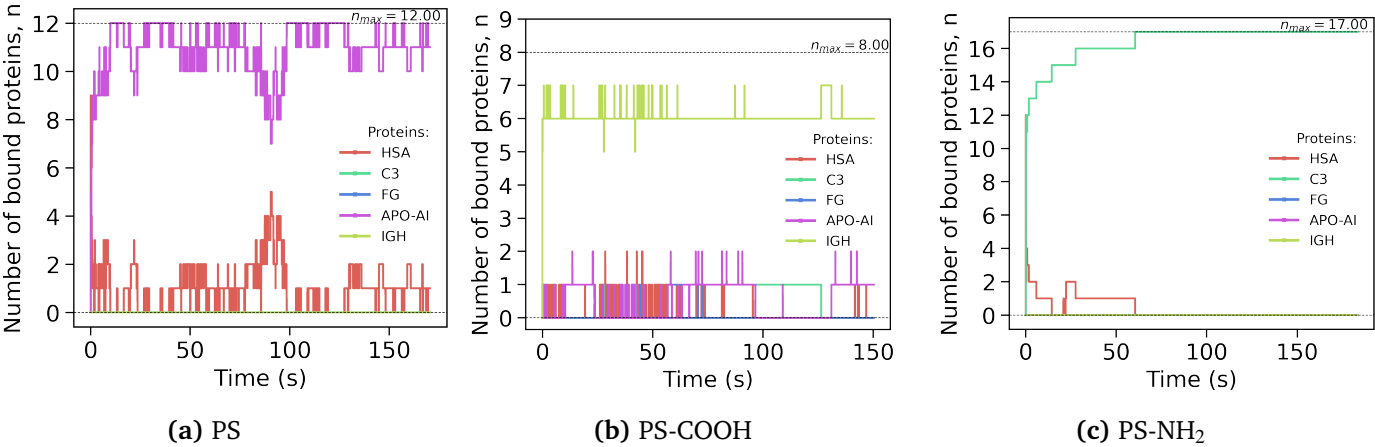 Number of bound proteins, n
12
10
8
6
4
2
0
n_max = 12.00
Proteins:
HSA
C3
FG
APO-AI
IGH
0
50
100
150
Time (s)
(a) PS
Number of bound proteins, n
9
8
7
6
5
4
3
2
1
0
n_max = 8.00
Proteins:
HSA
C3
FG
APO-AI
IGH
0
50
100
150
Time (s)
(b) PS-COOH
Number of bound proteins, n
16
14
12
10
8
6
4
2
0
n_max = 17.00
Proteins:
HSA
C3
FG
APO-AI
IGH
0
50
100
150
Time (s)
(c) PS-NH₂